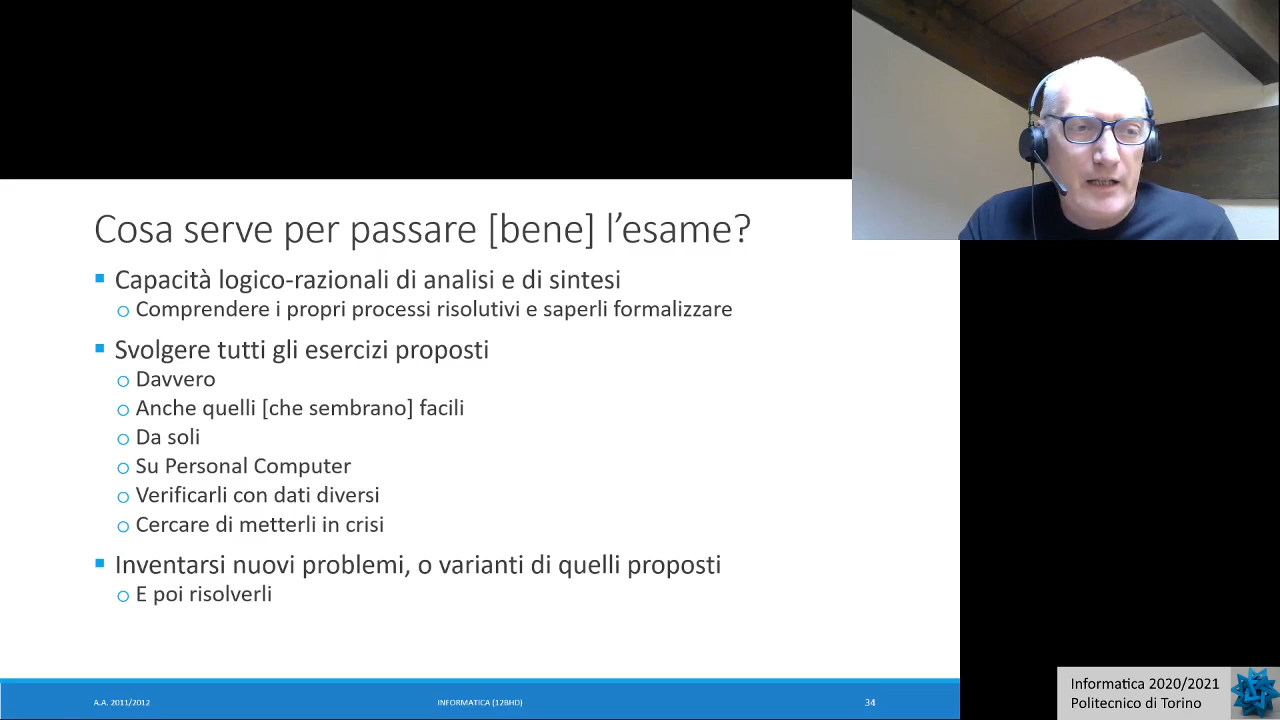 Cosa serve per passare [bene] l’esame?
Capacità logico-razionali di analisi e di sintesi
Comprendere i propri processi risolutivi e saperli formalizzare
Svolgere tutti gli esercizi proposti
Davvero
Anche quelli [che sembrano] facili
Da soli
Su Personal Computer
Verificarli con dati diversi
Cercare di metterli in crisi
Inventarsi nuovi problemi, o varianti di quelli proposti
E poi risolverli
A.A. 2011/2012
INFORMATICA (12BHD)
34
Informatica 2020/2021
Politecnico di Torino